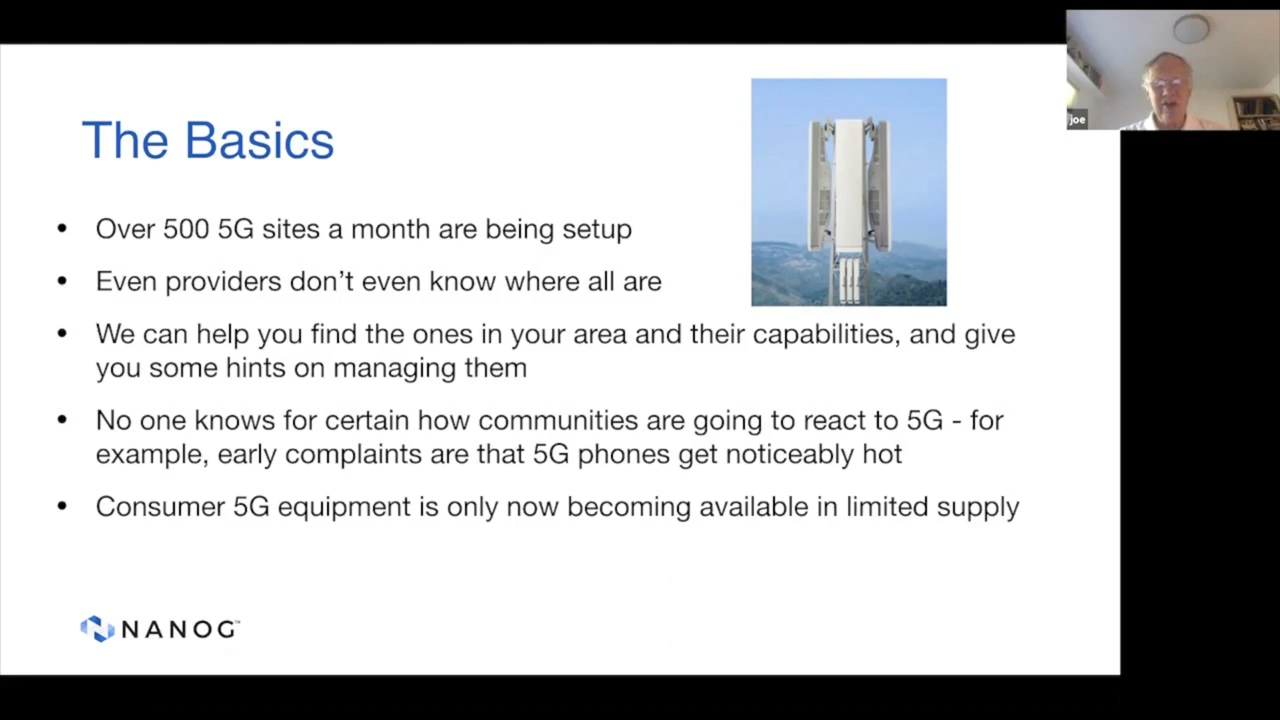 The Basics
• Over 500 5G sites a month are being setup
• Even providers don’t even know where all are
• We can help you find the ones in your area and their capabilities, and give
you some hints on managing them
• No one knows for certain how communities are going to react to 5G - for
example, early complaints are that 5G phones get noticeably hot
• Consumer 5G equipment is only now becoming available in limited supply
NANOG™
joe